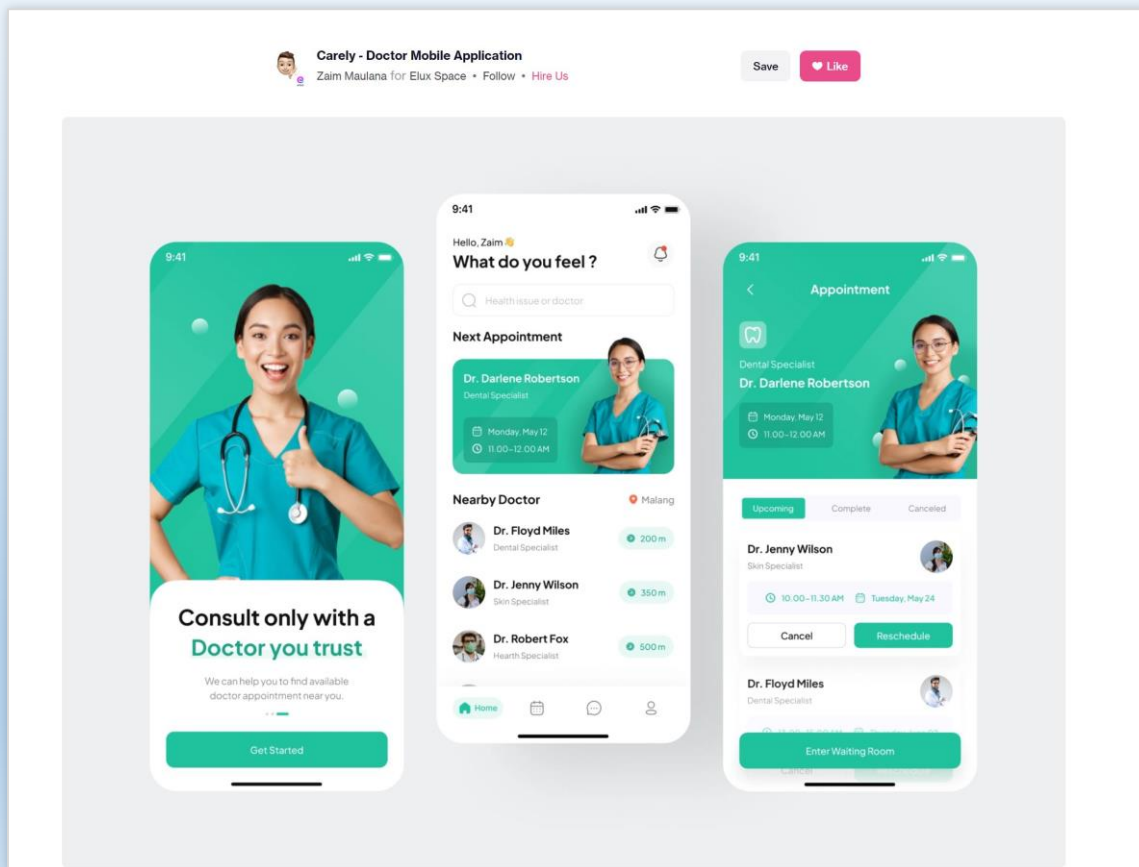 Carely - Doctor Mobile Application
Zaim Maulana for Elux Space • Follow • Hire Us
Save
Like
9:41
Consult only with a
Doctor you trust
We can help you to find available
doctor appointment near you.
Get Started
9:41
Hello, Zaim👋
What do you feel ?
Health issue or doctor
Next Appointment
Dr. Darlene Robertson
Dental Specialist
Monday, May 12
11.00-12.00 AM
Nearby Doctor
Malang
Dr. Floyd Miles
Dental Specialist
200 m
Dr. Jenny Wilson
Skin Specialist
350 m
Dr. Robert Fox
Hearth Specialist
500 m
Home
9:41
Appointment
Dental Specialist
Dr. Darlene Robertson
Monday, May 12
11.00-12.00 AM
Upcoming Complete Canceled
Dr. Jenny Wilson
Skin Specialist
10.00-11.30 AM Tuesday, May 24
Cancel Reschedule
Dr. Floyd Miles
Dental Specialist
Enter Waiting Room
Cancel Reschedule